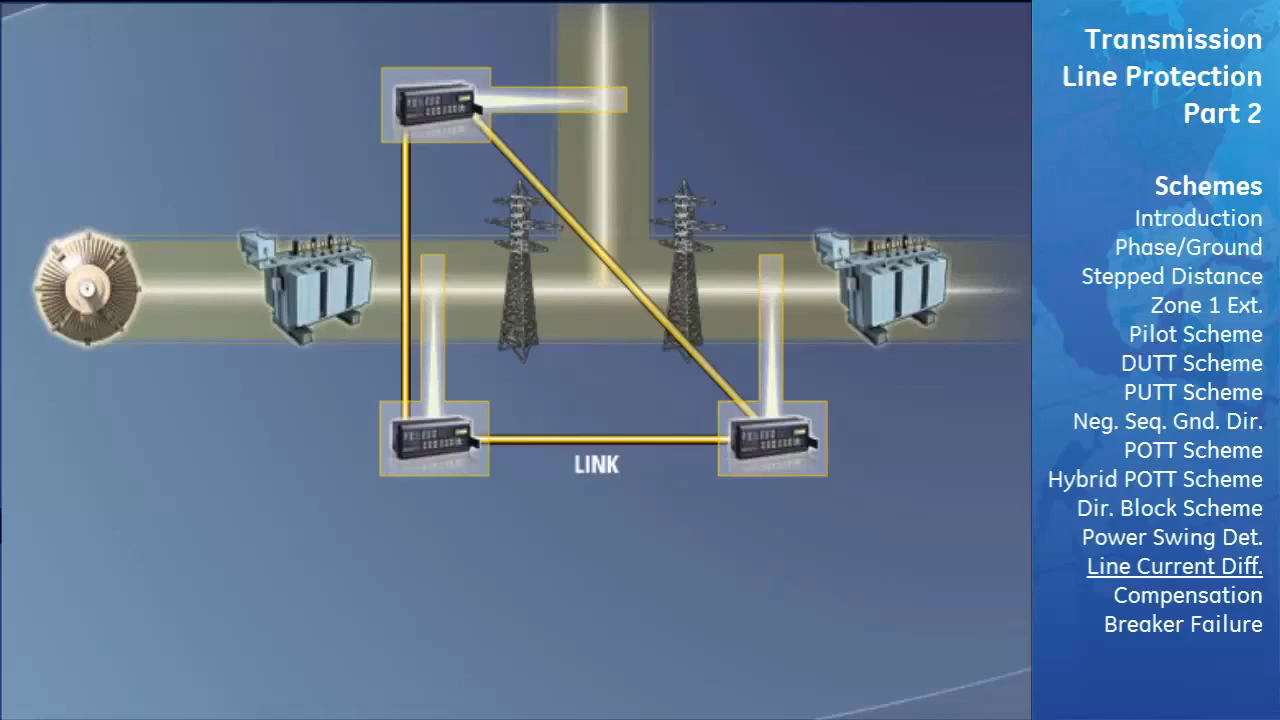 LINK
Transmission
Line Protection
Part 2
Schemes
Introduction
Phase/Ground
Stepped Distance
Zone 1 Ext.
Pilot Scheme
DUTT Scheme
PUTT Scheme
Neg. Seq. Gnd. Dir.
POTT Scheme
Hybrid POTT Scheme
Dir. Block Scheme
Power Swing Det.
Line Current Diff.
Compensation
Breaker Failure